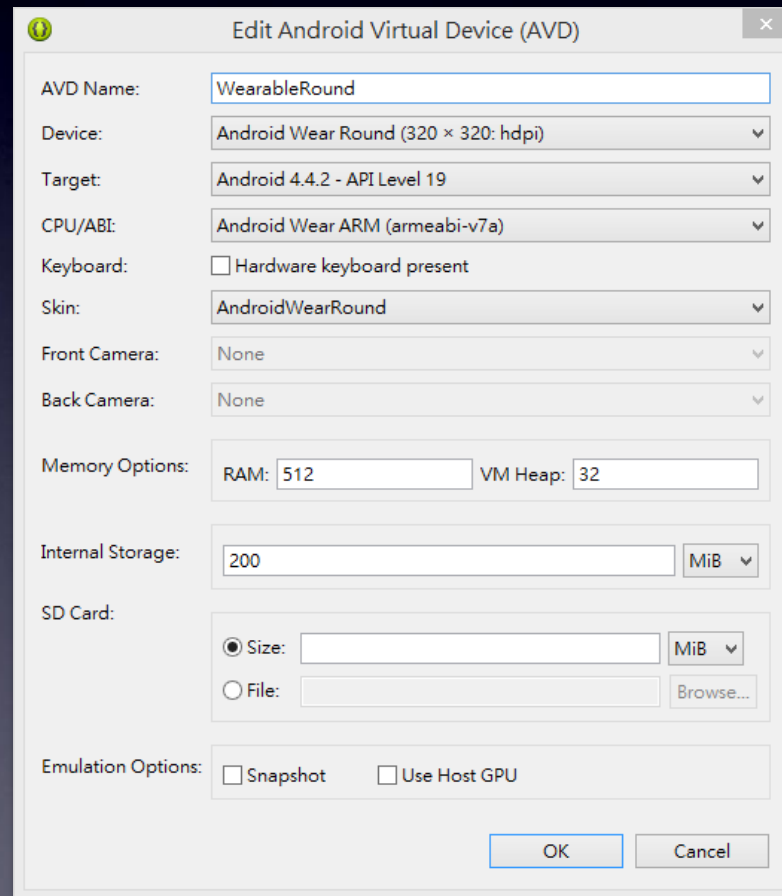 Edit Android Virtual Device (AVD)
AVD Name: WearableRound
Device: Android Wear Round (320 × 320: hdpi)
Target: Android 4.4.2 - API Level 19
CPU/ABI: Android Wear ARM (armeabi-v7a)
Keyboard: Hardware keyboard present
Skin: AndroidWearRound
Front Camera: None
Back Camera: None
Memory Options: RAM: 512 VM Heap: 32
Internal Storage: 200 MiB
SD Card:
Size: MiB
File: Browse...
Emulation Options: Snapshot Use Host GPU
OK Cancel